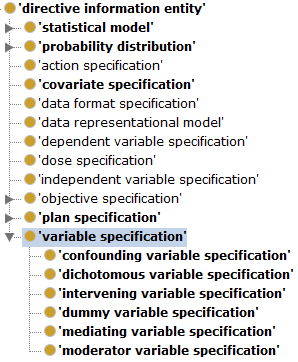 'directive information entity'
'statistical model'
'probability distribution'
'action specification'
'covariate specification'
'data format specification'
'data representational model'
'dependent variable specification'
'dose specification'
'independent variable specification'
'objective specification'
'plan specification'
'variable specification'
'confounding variable specification'
'dichotomous variable specification'
'intervening variable specification'
'dummy variable specification'
'mediating variable specification'
'moderator variable specification'